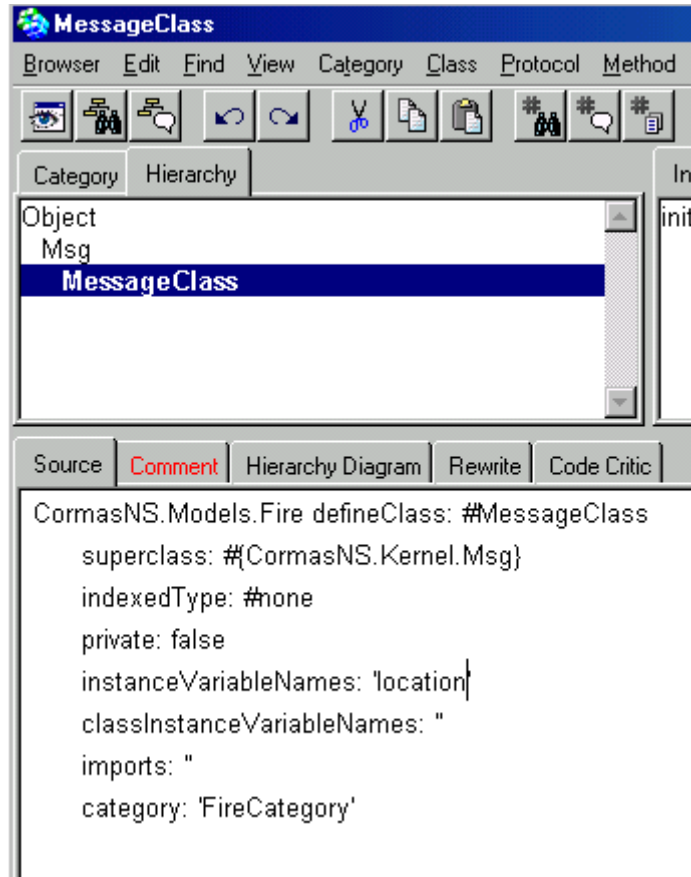 MessageClass
Browser Edit Find View Category Class Protocol Method
Category Hierarchy In
Object init
Msg
MessageClass
Source Comment Hierarchy Diagram Rewrite Code Critic
CormasNS.Models.Fire defineClass: #MessageClass
superclass: #{CormasNS.Kernel.Msg}
indexedType: #none
private: false
instanceVariableNames: 'location'
classInstanceVariableNames: ''
imports: ''
category: 'FireCategory'